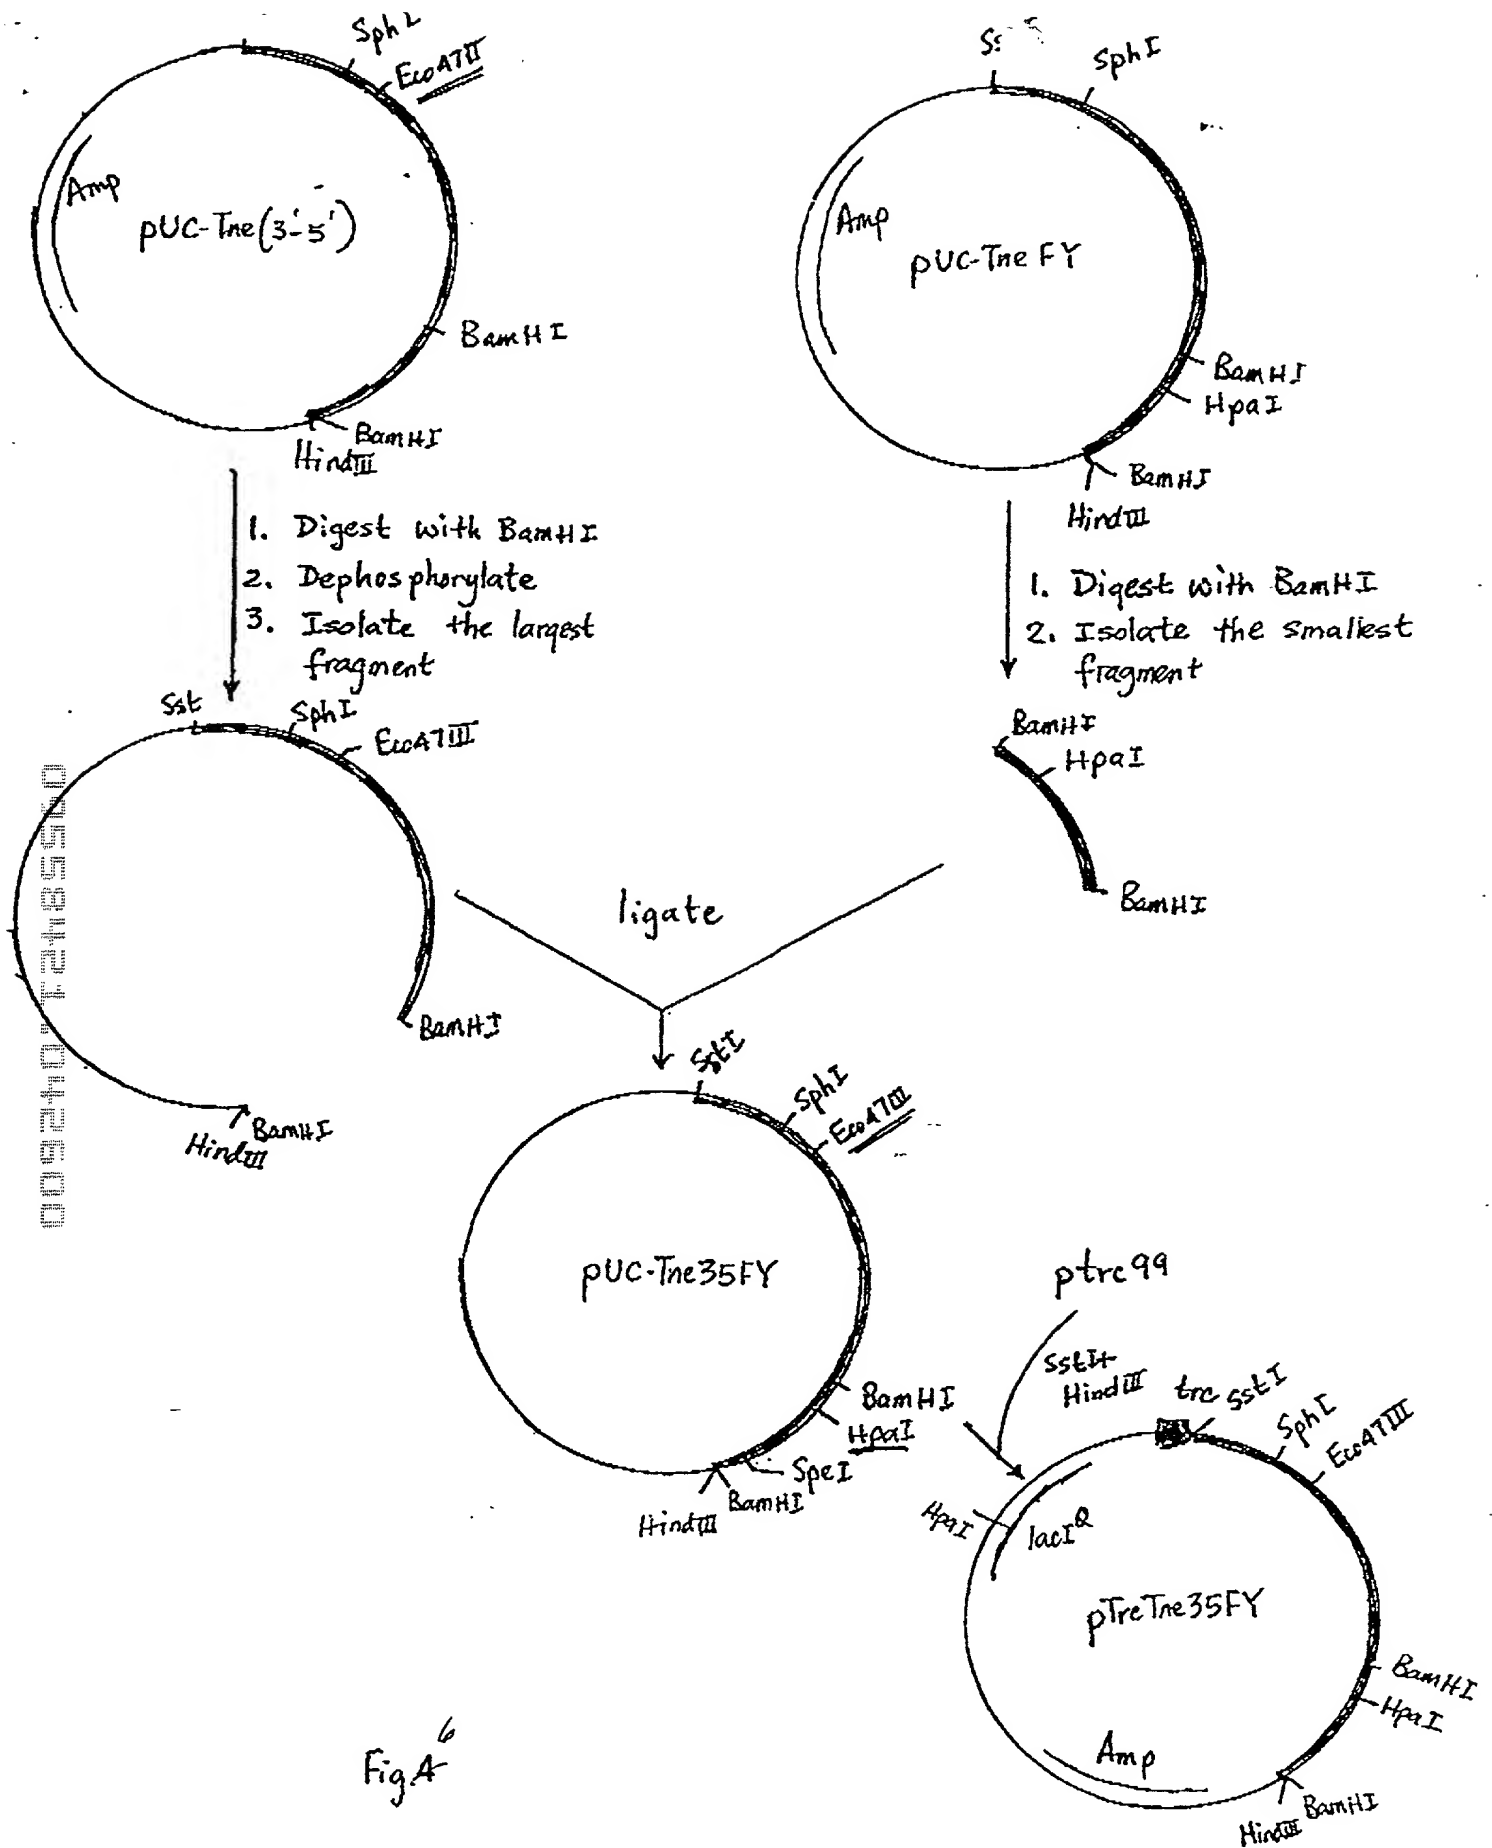 SphI
Eco47III
Amp
pUC-Tne(3'-5')
BamHI
BamHI
HindIII
SphI
Amp
pUC-TneFY
BamHI
HpaI
BamHI
HindIII
1. Digest with BamHI
2. Dephosphorylate
3. Isolate the largest
fragment
1. Digest with BamHI
2. Isolate the smallest
fragment
Sst
SphI
Eco47III
BamHI
BamHI
HindIII
BamHI
HpaI
BamHI
ligate
SstI
SphI
Eco47III
pUC-Tne35FY
BamHI
HpaI
SpeI
BamHI
HindIII
ptrc99
SstI+
HindIII
trc
SstI
SphI
Eco47III
HpaI
lacIQ
pTrcTne35FY
BamHI
HpaI
Amp
BamHI
HindIII
Fig. 6